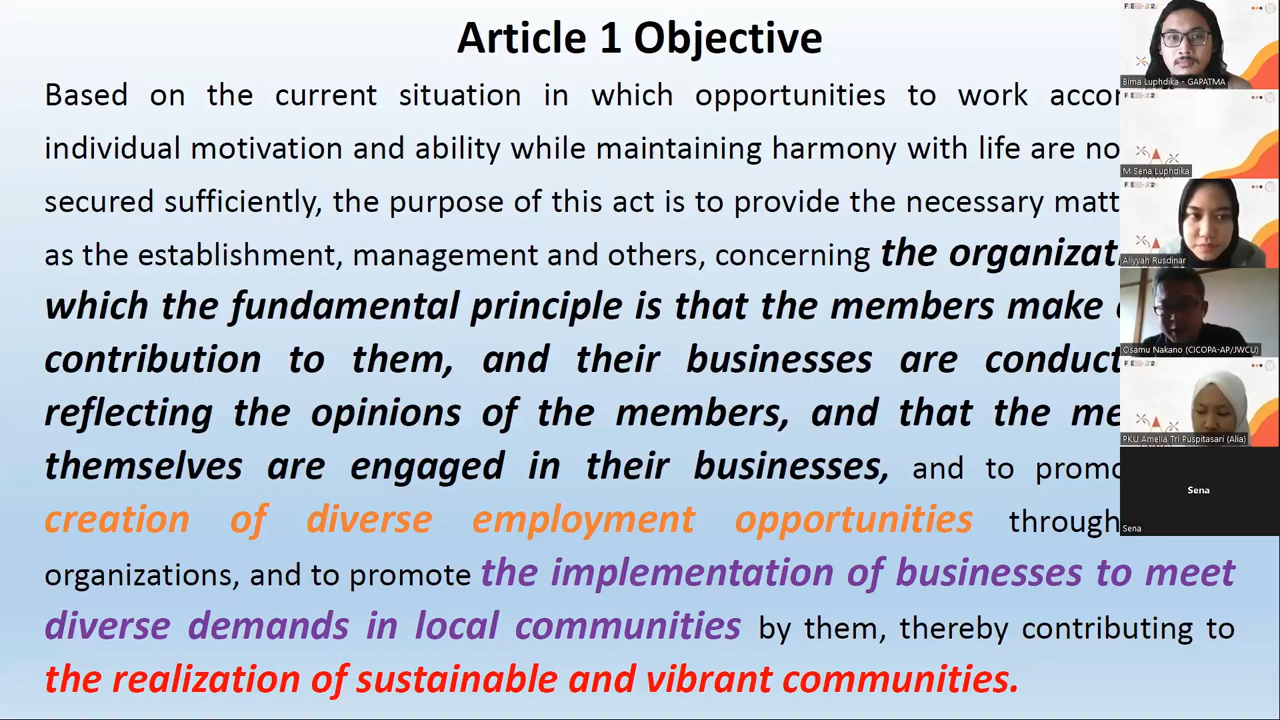 Article 1 Objective
Based on the current situation in which opportunities to work accor
individual motivation and ability while maintaining harmony with life are no
secured sufficiently, the purpose of this act is to provide the necessary matt
as the establishment, management and others, concerning the organizati
which the fundamental principle is that the members make
contribution to them, and their businesses are conduct
reflecting the opinions of the members, and that the me
themselves are engaged in their businesses, and to promo
creation of diverse employment opportunities through
organizations, and to promote the implementation of businesses to meet
diverse demands in local communities by them, thereby contributing to
the realization of sustainable and vibrant communities.
Bima Luphdika - GAPATMA
M Sena Luphdika
Aliyyah Rusdinar
Osamu Nakano (CICOPA-AP/JWCU)
PKU Amelia Tri Puspitasari (Alia)
Sena
Sena